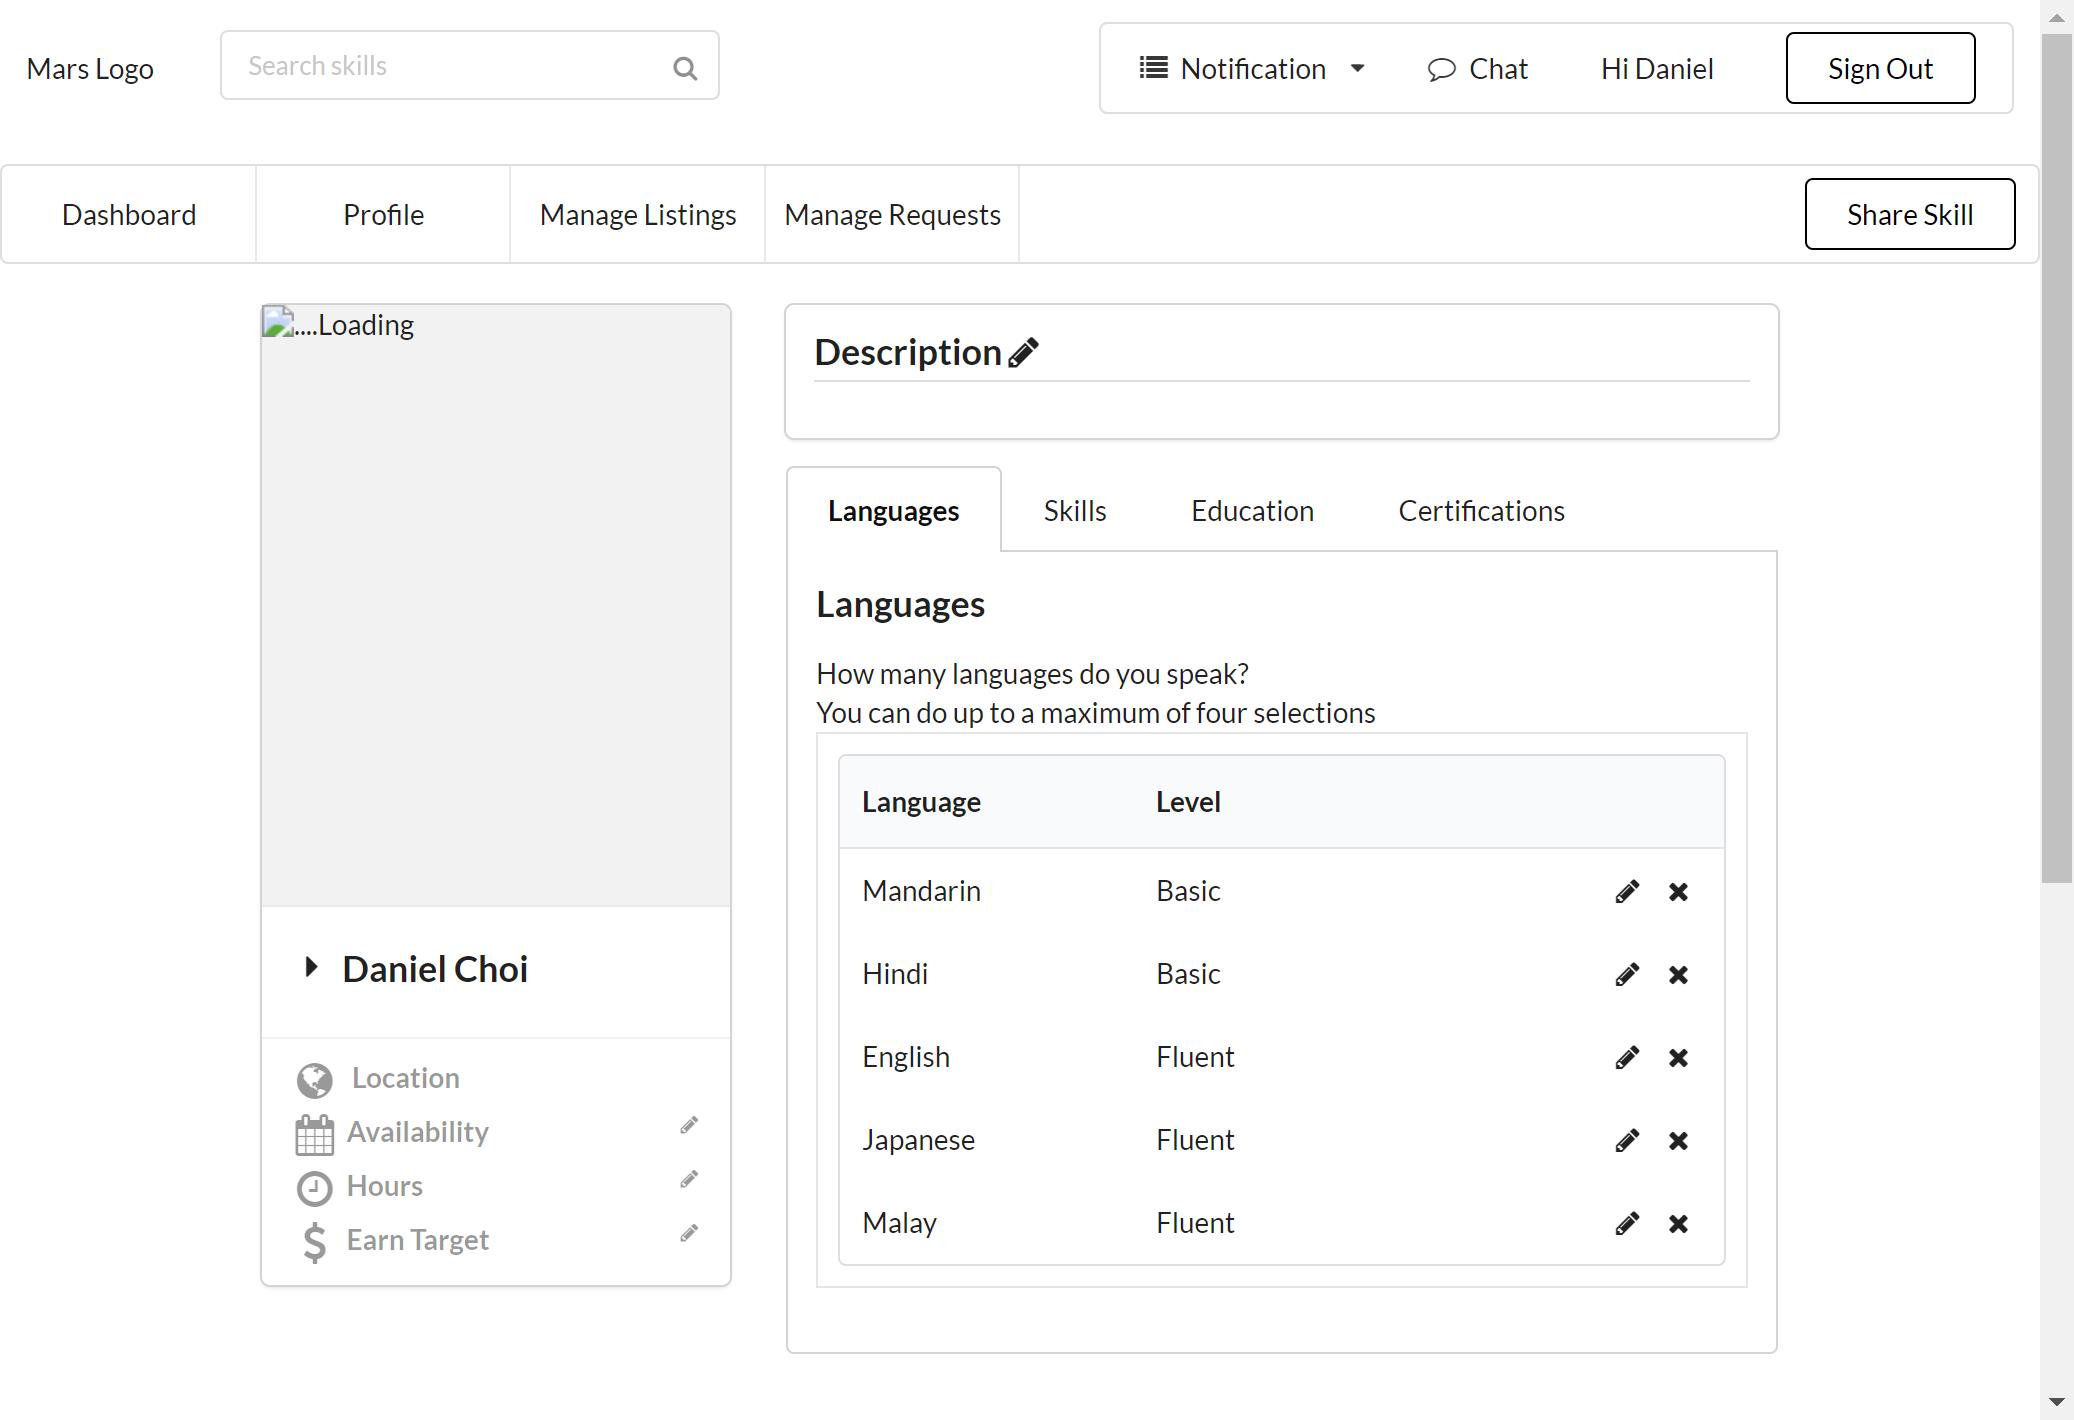 Mars Logo
Search skills
Notification
Chat
Hi Daniel
Sign Out
Dashboard
Profile
Manage Listings
Manage Requests
Share Skill
....Loading
Daniel Choi
Location
Availability
Hours
Earn Target
Description
Languages
Skills
Education
Certifications
Languages
How many languages do you speak?
You can do up to a maximum of four selections
Language Level
Mandarin Basic
Hindi Basic
English Fluent
Japanese Fluent
Malay Fluent